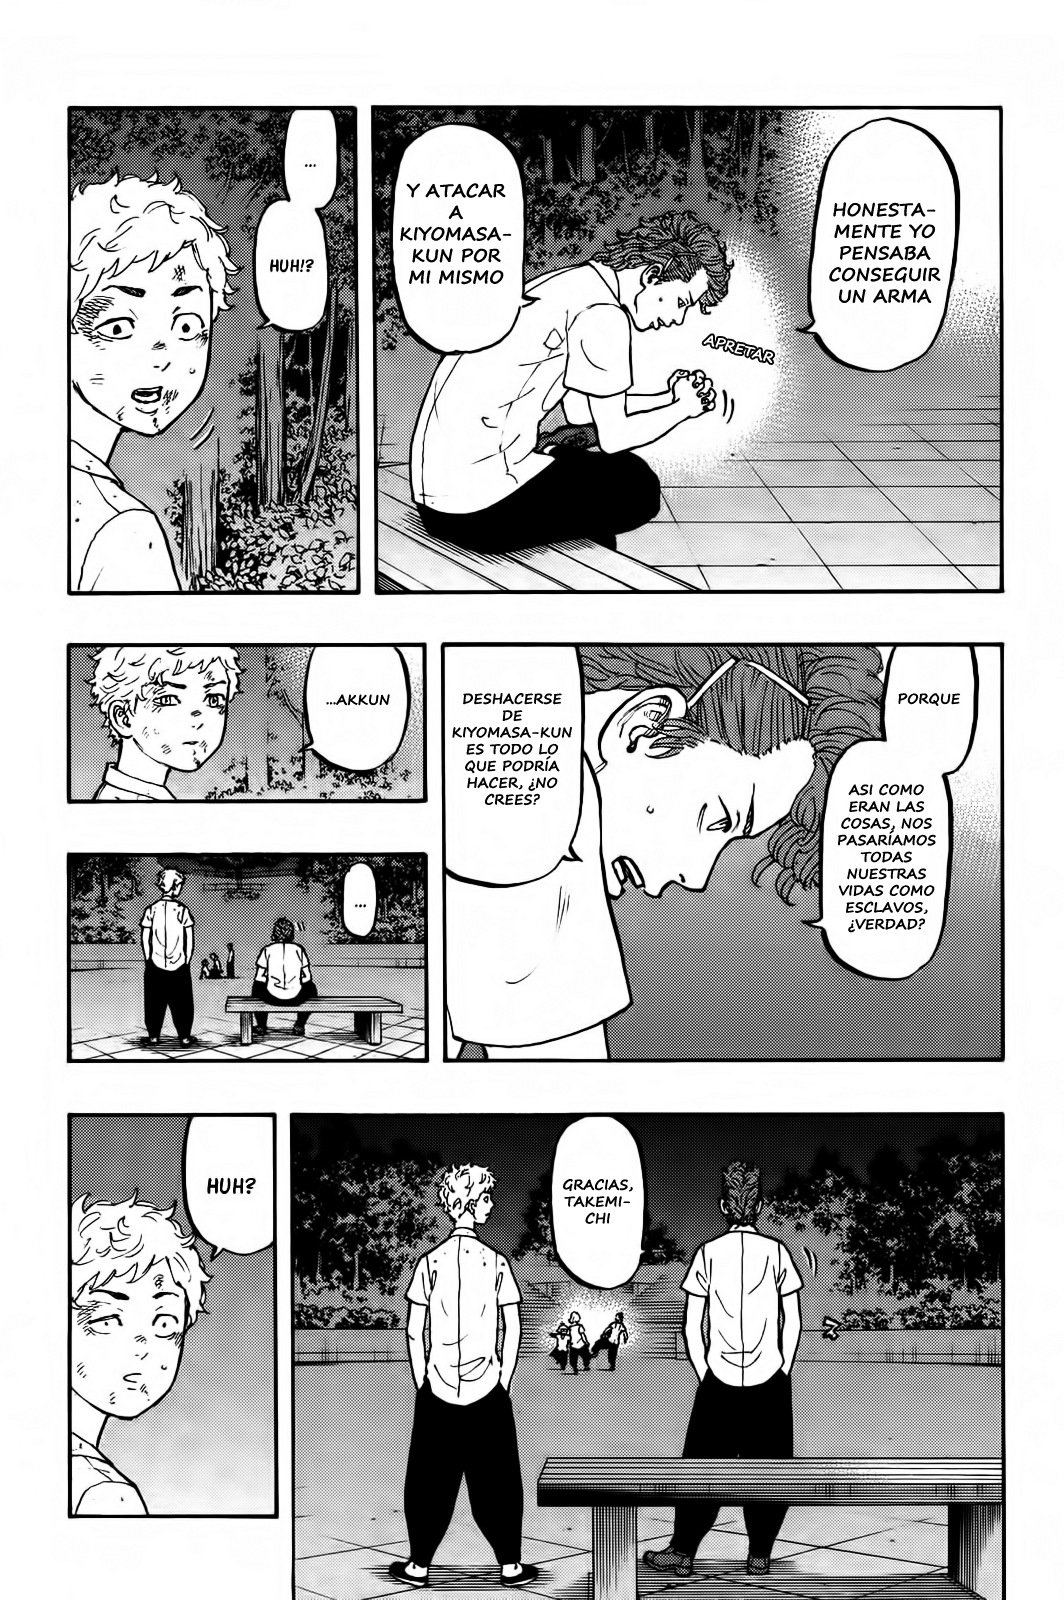 HONESTA-
MENTE YO
PENSABA
CONSEGUIR
UN ARMA
APRETAR
Y ATACAR
A
KIYOMASA-
KUN POR
MI MISMO
...
HUH!?
PORQUE
ASI COMO
ERAN LAS
COSAS, NOS
PASARÍAMOS
TODAS
NUESTRAS
VIDAS COMO
ESCLAVOS,
¿VERDAD?
DESHACERSE
DE
KIYOMASA-KUN
ES TODO LO
QUE PODRÍA
HACER, ¿NO
CREES?
...AKKUN
...
GRACIAS,
TAKEMI-
CHI
ス
HUH?